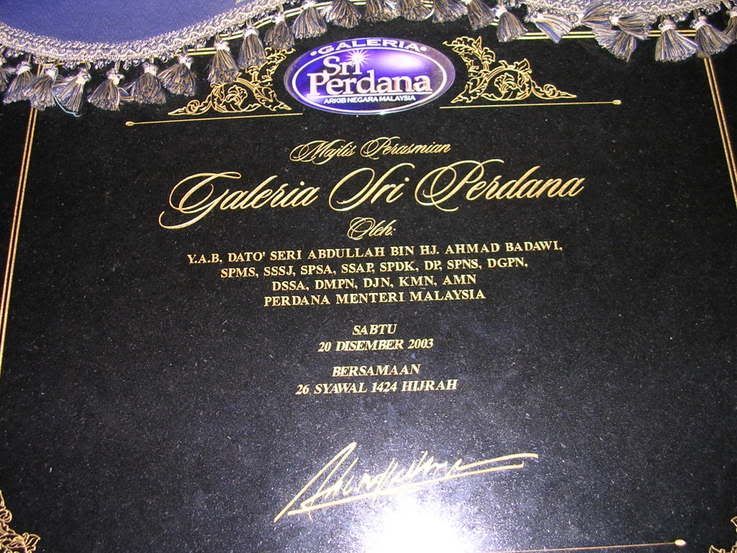 GALERIA
Sri
Perdana
ARKIB NEGARA MALAYSIA
Majlis Perasmian
Galeria Sri Perdana
Oleh:
Y.A.B. DATO' SERI ABDULLAH BIN HJ. AHMAD BADAWI,
SPMS, SSSJ, SPSA, SSAP, SPDK, DP, SPNS, DGPN,
DSSA, DMPN, DJN, KMN, AMN
PERDANA MENTERI MALAYSIA
SABTU
20 DISEMBER 2003
BERSAMAAN
26 SYAWAL 1424 HIJRAH